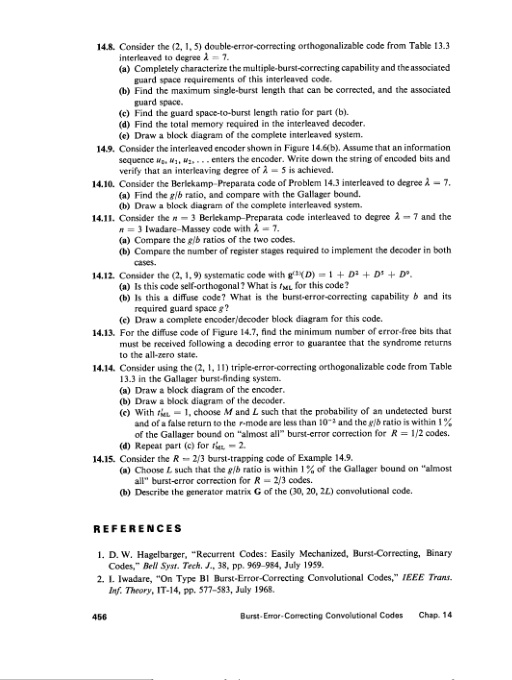 14.8. Consider the (2, 1, 5) double-error-correcting orthogonalizable code from Table 13.3
interleaved to degree λ = 7.
(a) Completely characterize the multiple-burst-correcting capability and the associated
guard space requirements of this interleaved code.
(b) Find the maximum single-burst length that can be corrected, and the associated
guard space.
(c) Find the guard space-to-burst length ratio for part (b).
(d) Find the total memory required in the interleaved decoder.
(e) Draw a block diagram of the complete interleaved system.
14.9. Consider the interleaved encoder shown in Figure 14.6(b). Assume that an information
sequence u₀, u₁, u₂, . . . enters the encoder. Write down the string of encoded bits and
verify that an interleaving degree of λ = 5 is achieved.
14.10. Consider the Berlekamp–Preparata code of Problem 14.3 interleaved to degree λ = 7.
(a) Find the g/b ratio, and compare with the Gallager bound.
(b) Draw a block diagram of the complete interleaved system.
14.11. Consider the n = 3 Berlekamp–Preparata code interleaved to degree λ = 7 and the
n = 3 Iwadare–Massey code with λ = 7.
(a) Compare the g/b ratios of the two codes.
(b) Compare the number of register stages required to implement the decoder in both
cases.
14.12. Consider the (2, 1, 9) systematic code with g⁽²⁾(D) = 1 + D² + D⁵ + D⁹.
(a) Is this code self-orthogonal? What is t_ML for this code?
(b) Is this a diffuse code? What is the burst-error-correcting capability b and its
required guard space g?
(c) Draw a complete encoder/decoder block diagram for this code.
14.13. For the diffuse code of Figure 14.7, find the minimum number of error-free bits that
must be received following a decoding error to guarantee that the syndrome returns
to the all-zero state.
14.14. Consider using the (2, 1, 11) triple-error-correcting orthogonalizable code from Table
13.3 in the Gallager burst-finding system.
(a) Draw a block diagram of the encoder.
(b) Draw a block diagram of the decoder.
(c) With t′_ML = 1, choose M and L such that the probability of an undetected burst
and of a false return to the r-mode are less than 10⁻² and the g/b ratio is within 1%
of the Gallager bound on "almost all" burst-error correction for R = 1/2 codes.
(d) Repeat part (c) for t′_ML = 2.
14.15. Consider the R = 2/3 burst-trapping code of Example 14.9.
(a) Choose L such that the g/b ratio is within 1% of the Gallager bound on "almost
all" burst-error correction for R = 2/3 codes.
(b) Describe the generator matrix G of the (30, 20, 2L) convolutional code.
REFERENCES
1. D. W. Hagelbarger, "Recurrent Codes: Easily Mechanized, Burst-Correcting, Binary
Codes," Bell Syst. Tech. J., 38, pp. 969–984, July 1959.
2. I. Iwadare, "On Type B1 Burst-Error-Correcting Convolutional Codes," IEEE Trans.
Inf. Theory, IT-14, pp. 577–583, July 1968.
456 Burst-Error-Correcting Convolutional Codes Chap. 14